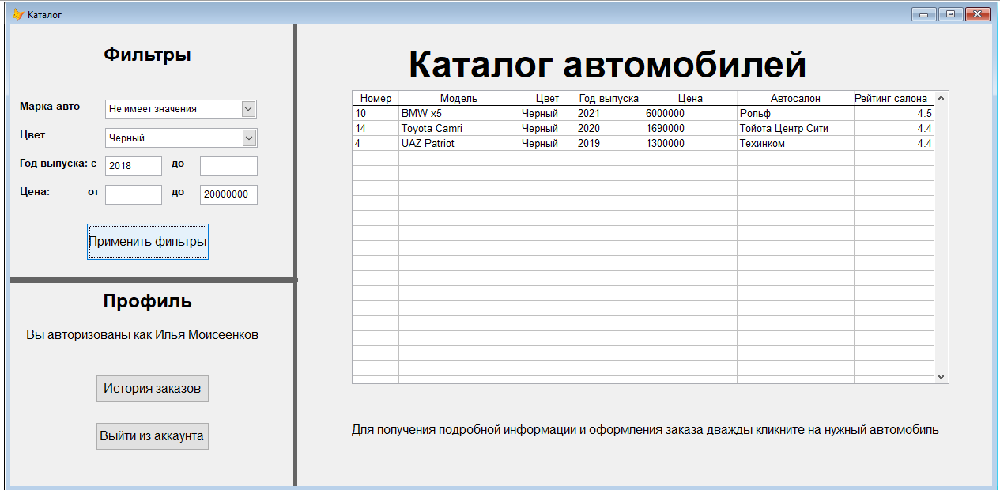 Каталог
Фильтры
Марка авто Не имеет значения
Цвет Черный
Год выпуска: с 2018 до
Цена: от до 20000000
Применить фильтры
Профиль
Вы авторизованы как Илья Моисеенков
История заказов
Выйти из аккаунта
Каталог автомобилей
Номер Модель Цвет Год выпуска Цена Автосалон Рейтинг салона
10 BMW x5 Черный 2021 6000000 Рольф 4.5
14 Toyota Camri Черный 2020 1690000 Тойота Центр Сити 4.4
4 UAZ Patriot Черный 2019 1300000 Техинком 4.4
Для получения подробной информации и оформления заказа дважды кликните на нужный автомобиль